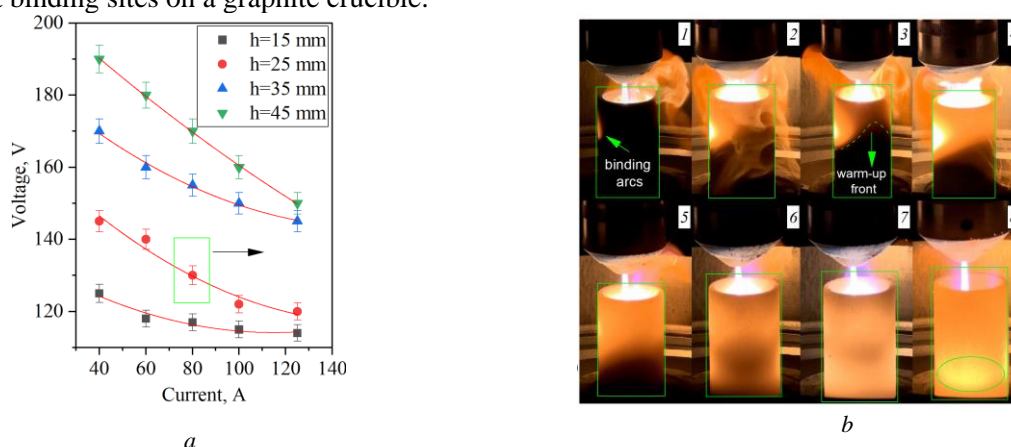 binding sites on a graphite crucible.
200
190
180
160
140
120
h=15 mm
h=25 mm
h=35 mm
h=45 mm
Voltage, V
40 60 80 100 120 140
Current, A
a
1 2 3
binding
arcs
warm-up
front
5 6 7
b